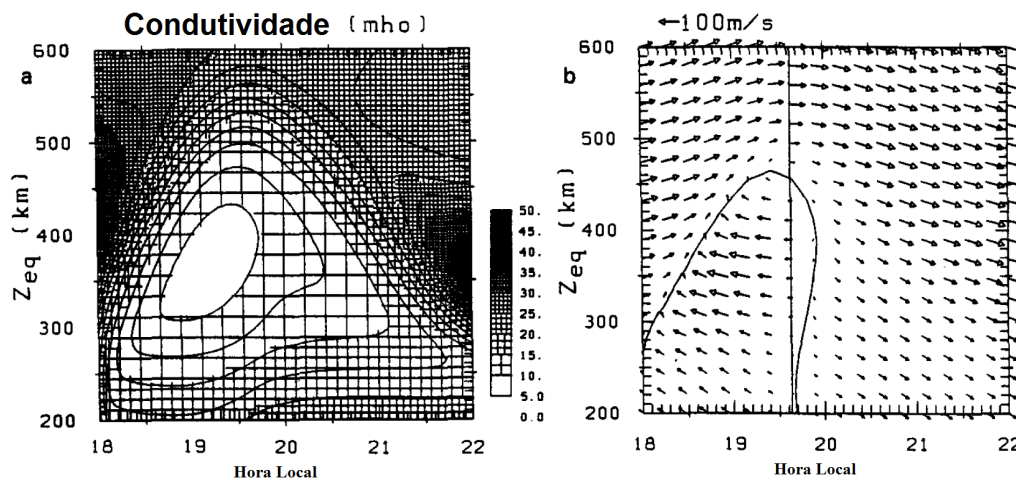 Condutividade (mho)
a
600
500
400
300
200
Zeq (km)
18 19 20 21 22
Hora Local
50.
45.
40.
35.
30.
25.
20.
15.
10.
5.0
0.0
←100m/s
b
600
500
400
300
200
Zeq (km)
18 19 20 21 22
Hora Local